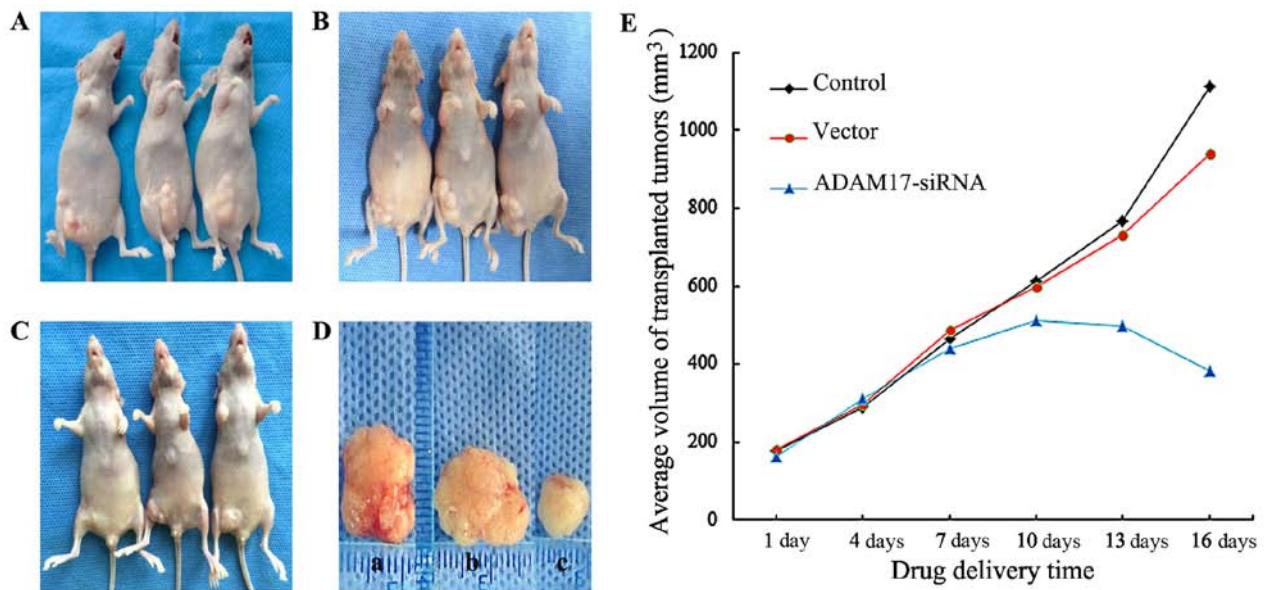 A
B
C
D
a
b
c
E
Average volume of transplanted tumors (mm³)
1200
1000
800
600
400
200
0
Control
Vector
ADAM17-siRNA
1 day 4 days 7 days 10 days 13 days 16 days
Drug delivery time